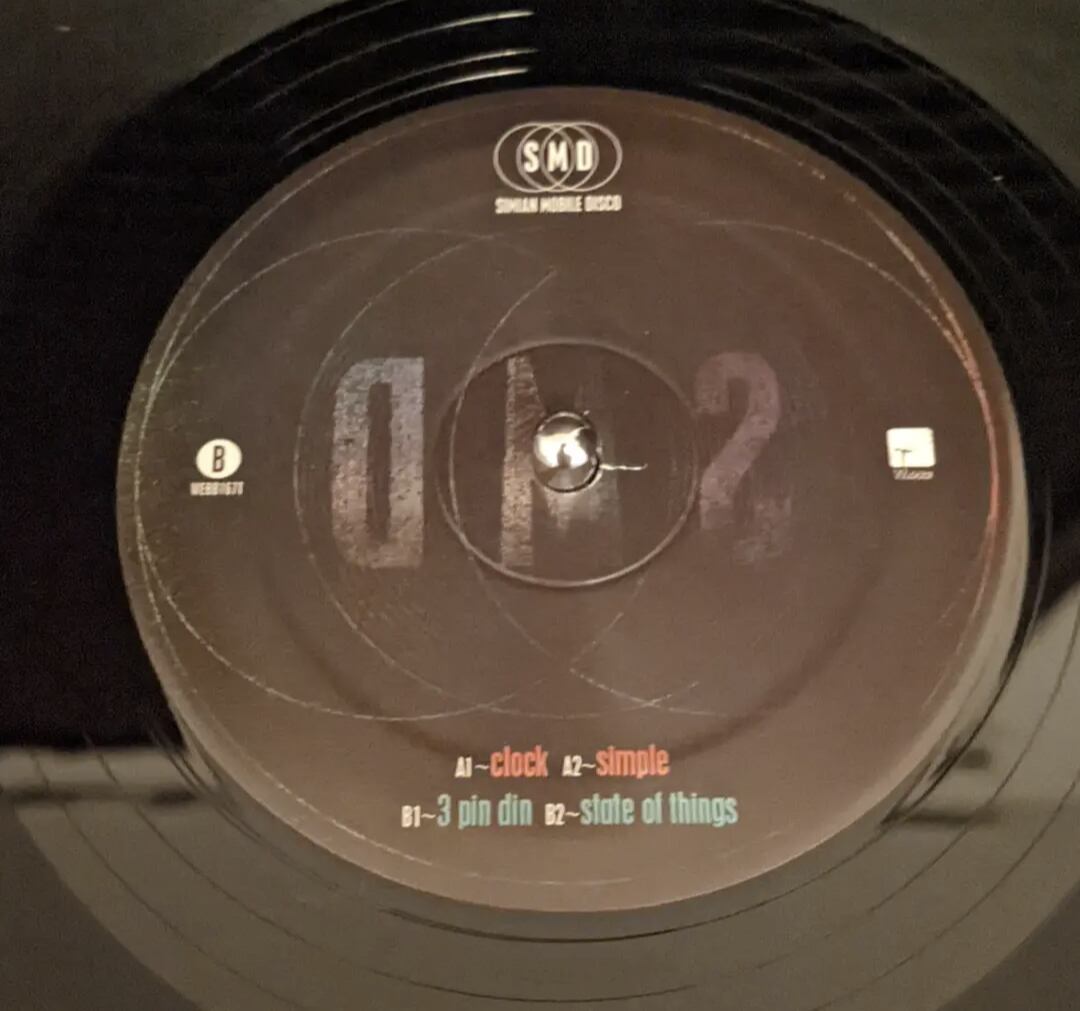 SMD
SIMIAN MOBILE DISCO
B
WEBB167T
A1~clock A2~simple
B1~3 pin din B2~state of things